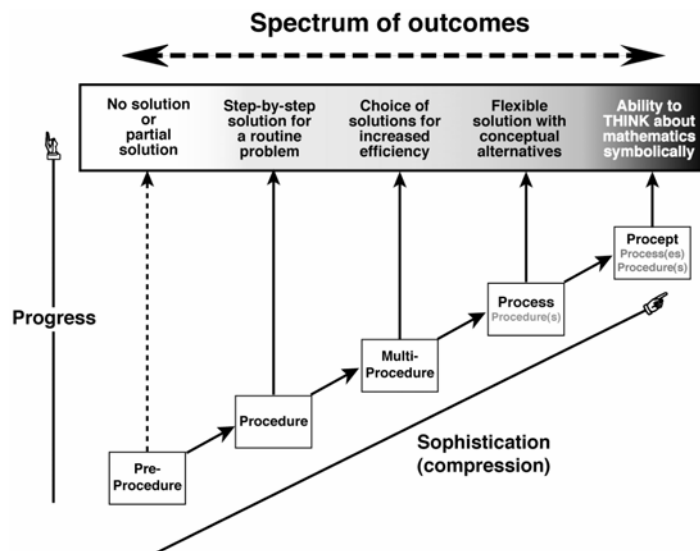 Spectrum of outcomes
No solution
or
partial
solution
Step-by-step
solution for
a routine
problem
Choice of
solutions for
increased
efficiency
Flexible
solution with
conceptual
alternatives
Ability to
THINK about
mathematics
symbolically
Procept
Process(es)
Procedure(s)
Process
Procedure(s)
Progress
Multi-
Procedure
Procedure
Sophistication
(compression)
Pre-
Procedure